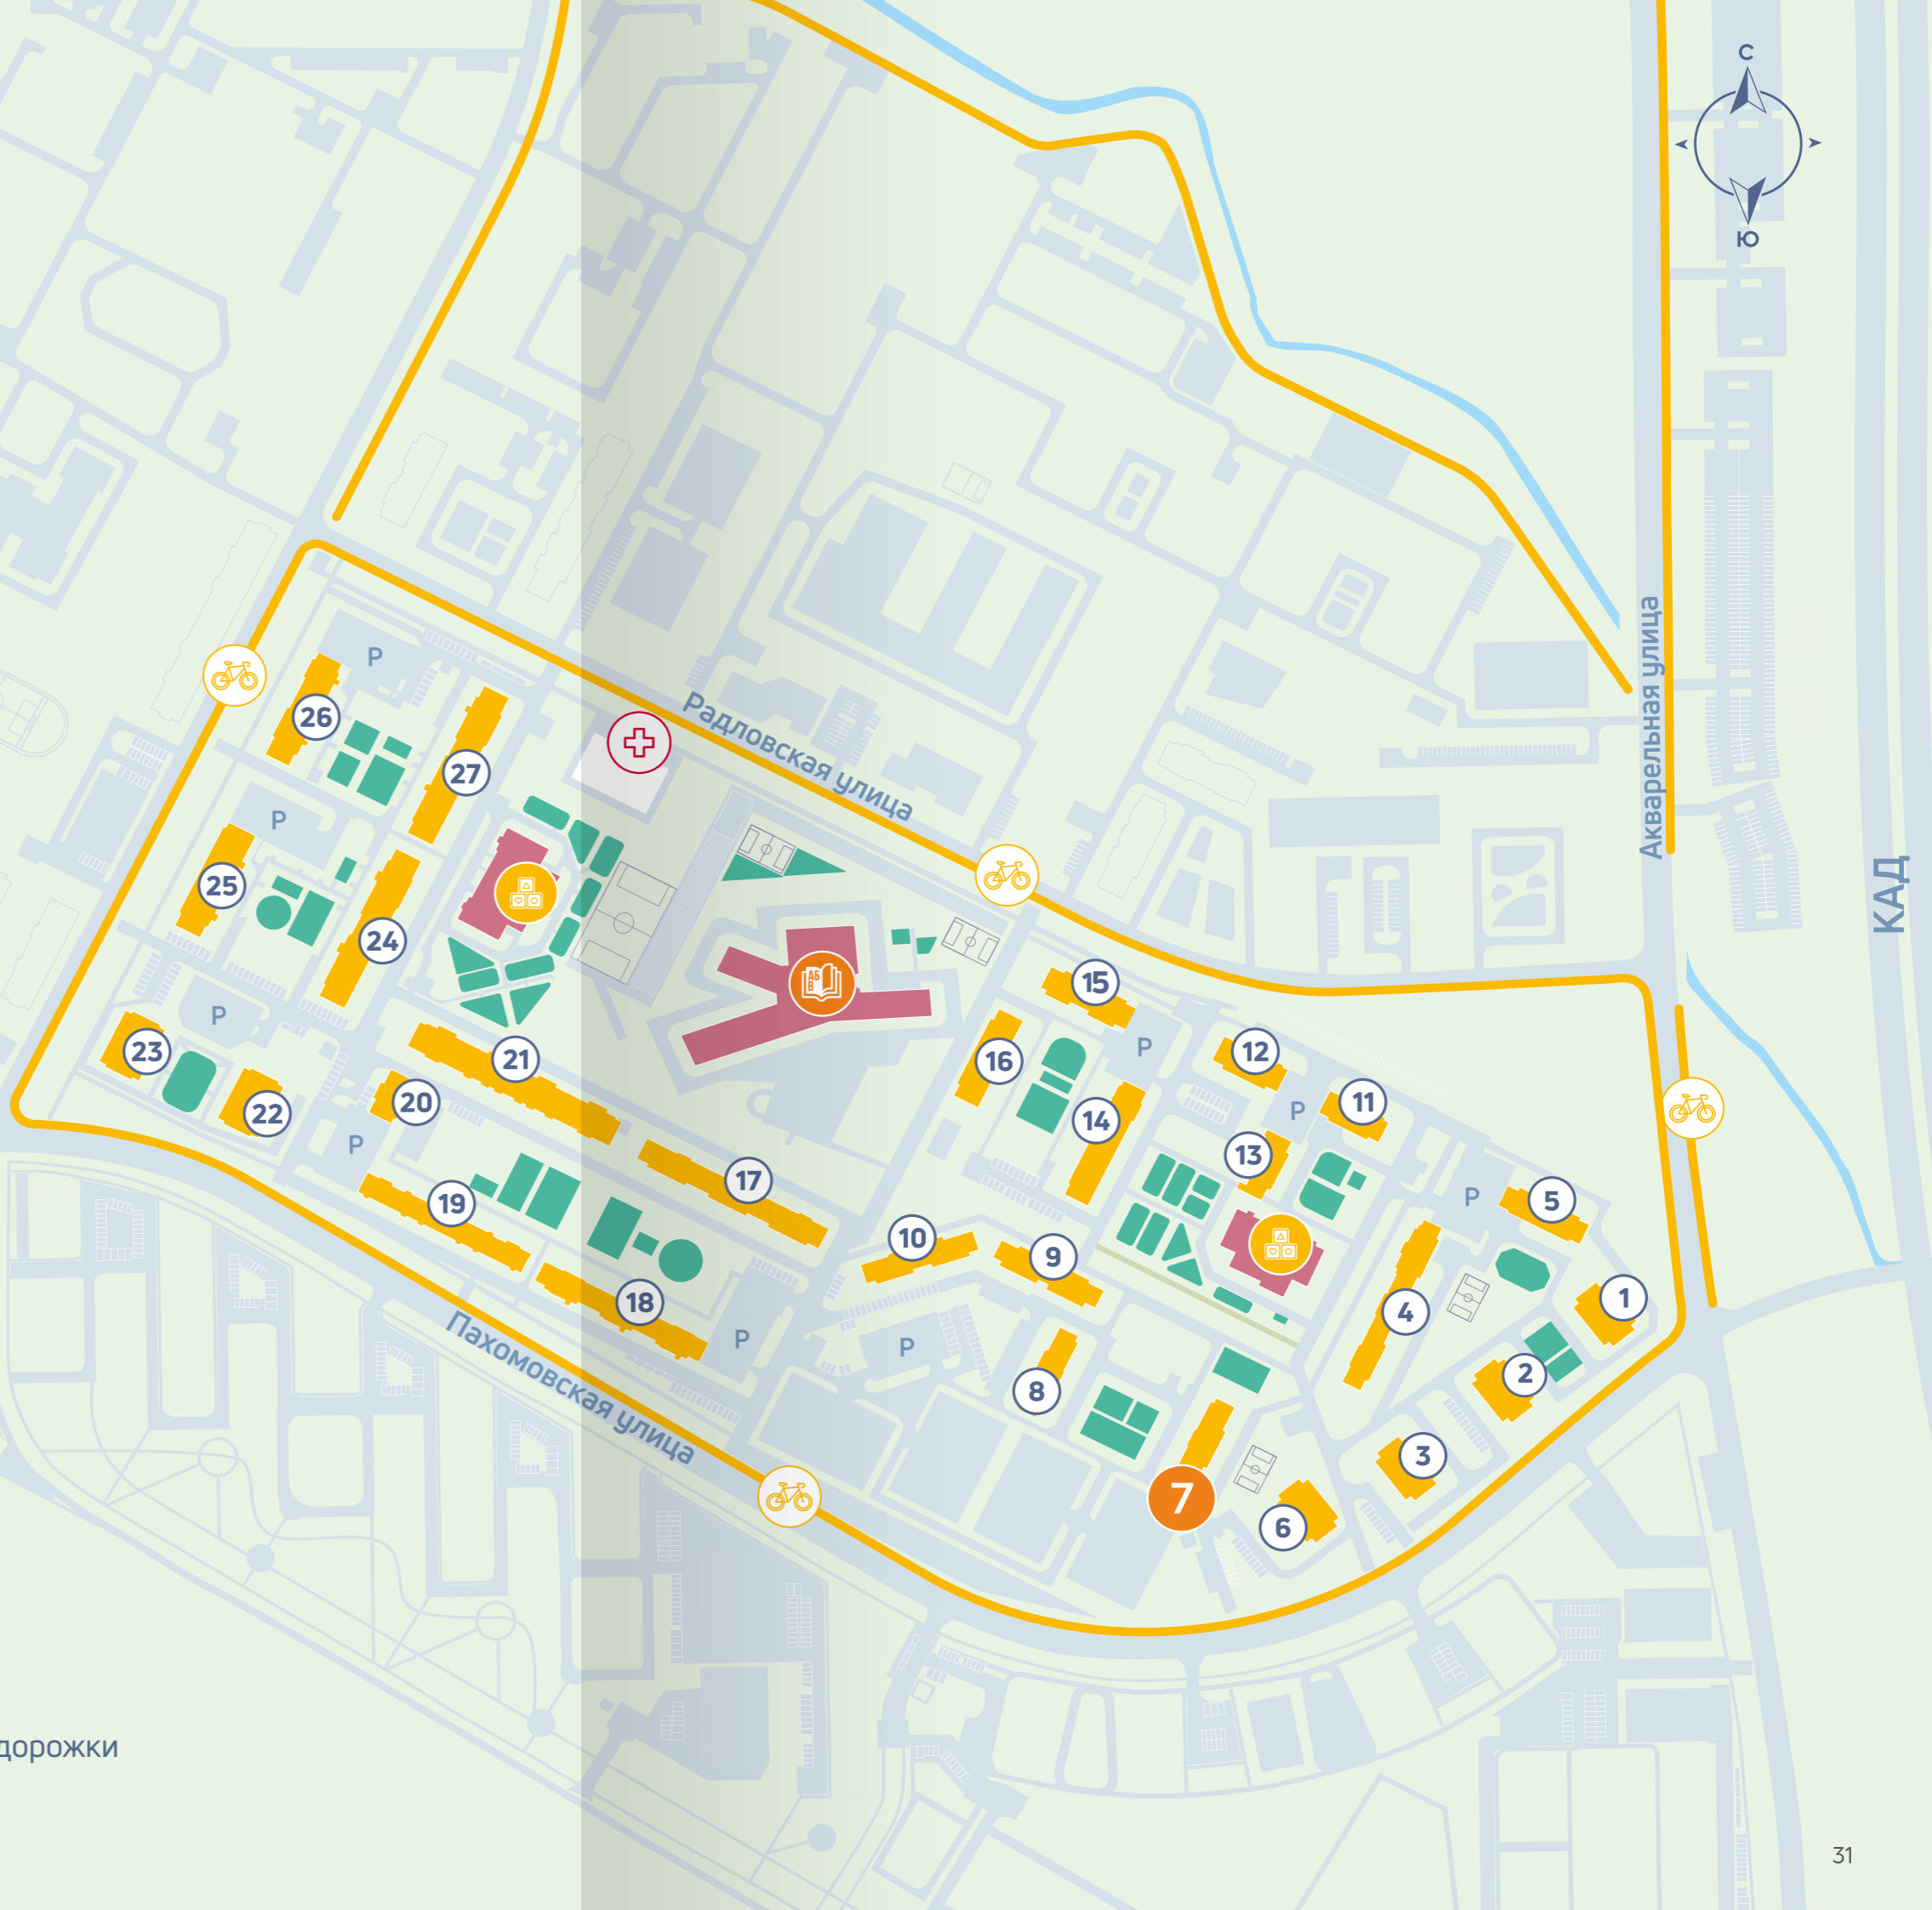 С
Ю
Акварельная улица
КАД
Радловская улица
P
26
27
P
25
24
АБ
В
15
P
16
12
P
23
21
P
14
11
P
22
20
P
13
17
P
5
19
10
9
18
4
1
P
P
8
2
3
7
6
Пахомовская улица
дорожки
31